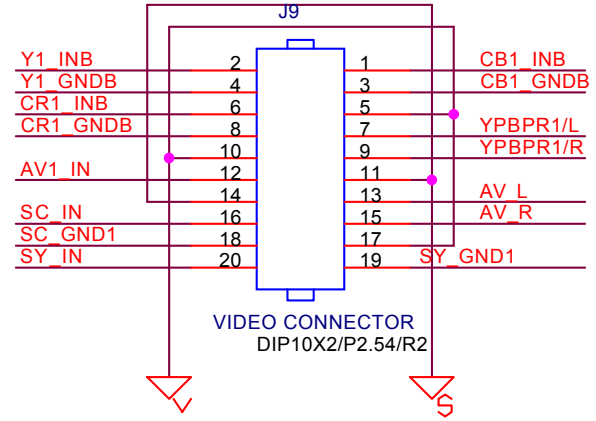 J9
Y1_INB 2 1 CB1_INB
Y1_GNDB 4 3 CB1_GNDB
CR1_INB 6 5
CR1_GNDB 8 7 YPBPR1/L
10 9 YPBPR1/R
AV1_IN 12 11
14 13 AV_L
SC_IN 16 15 AV_R
SC_GND1 18 17
SY_IN 20 19 SY_GND1
VIDEO CONNECTOR
DIP10X2/P2.54/R2
V S